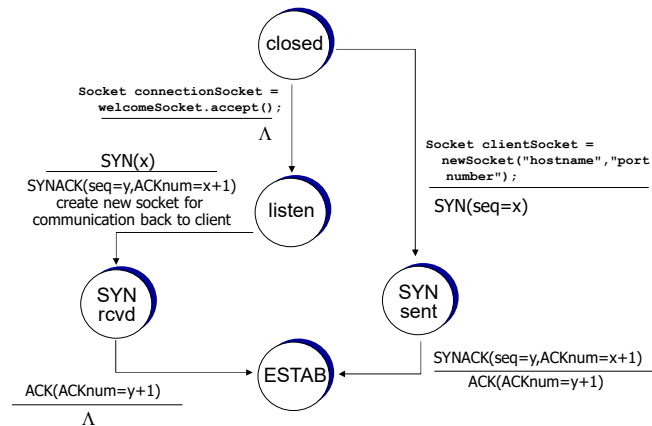 closed
Socket connectionSocket =
welcomeSocket.accept();
Λ
Socket clientSocket =
newSocket("hostname","port
number");
SYN(seq=x)
SYN(x)
SYNACK(seq=y,ACKnum=x+1)
create new socket for
communication back to client
listen
SYN
rcvd
SYN
sent
ESTAB
SYNACK(seq=y,ACKnum=x+1)
ACK(ACKnum=y+1)
ACK(ACKnum=y+1)
Λ